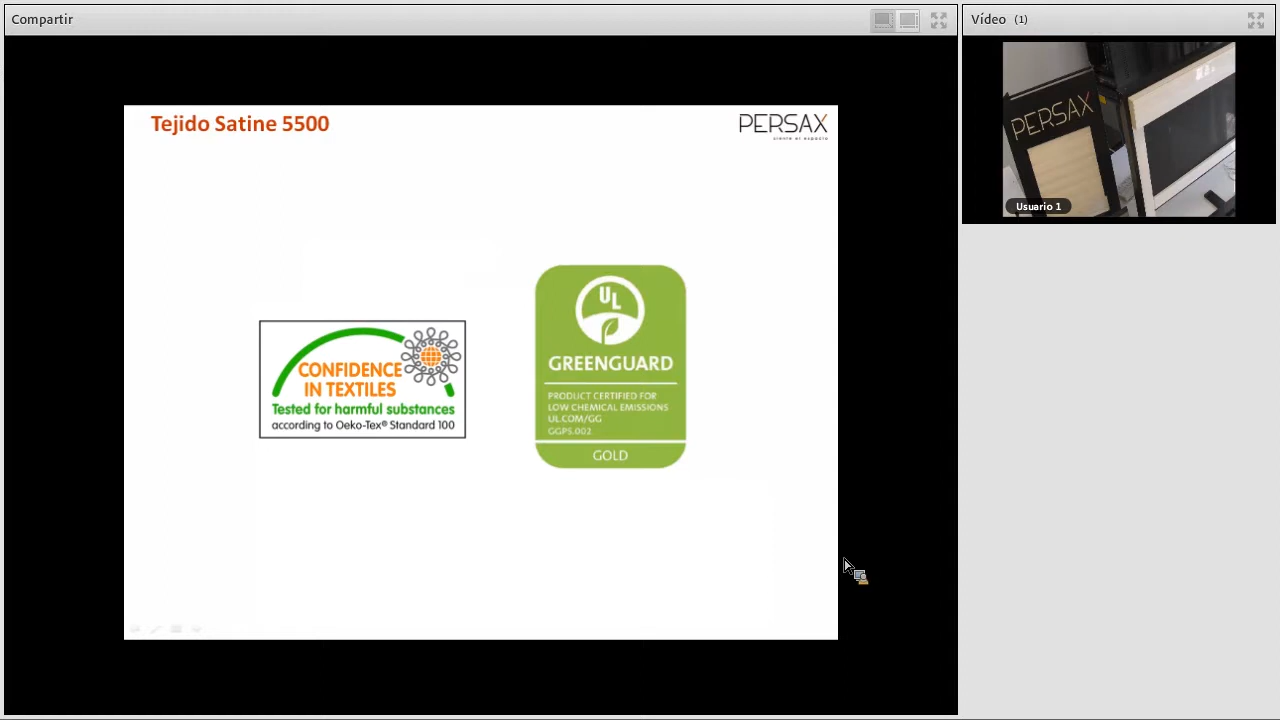 Compartir
Vídeo (1)
PERSAX
Usuario 1
Tejido Satine 5500
PERSAX
CONFIDENCE
IN TEXTILES
Tested for harmful substances
according to Oeko-Tex® Standard 100
UL
GREENGUARD
PRODUCT CERTIFIED FOR
LOW CHEMICAL EMISSIONS
UL.COM/GG
GGPS.002
GOLD